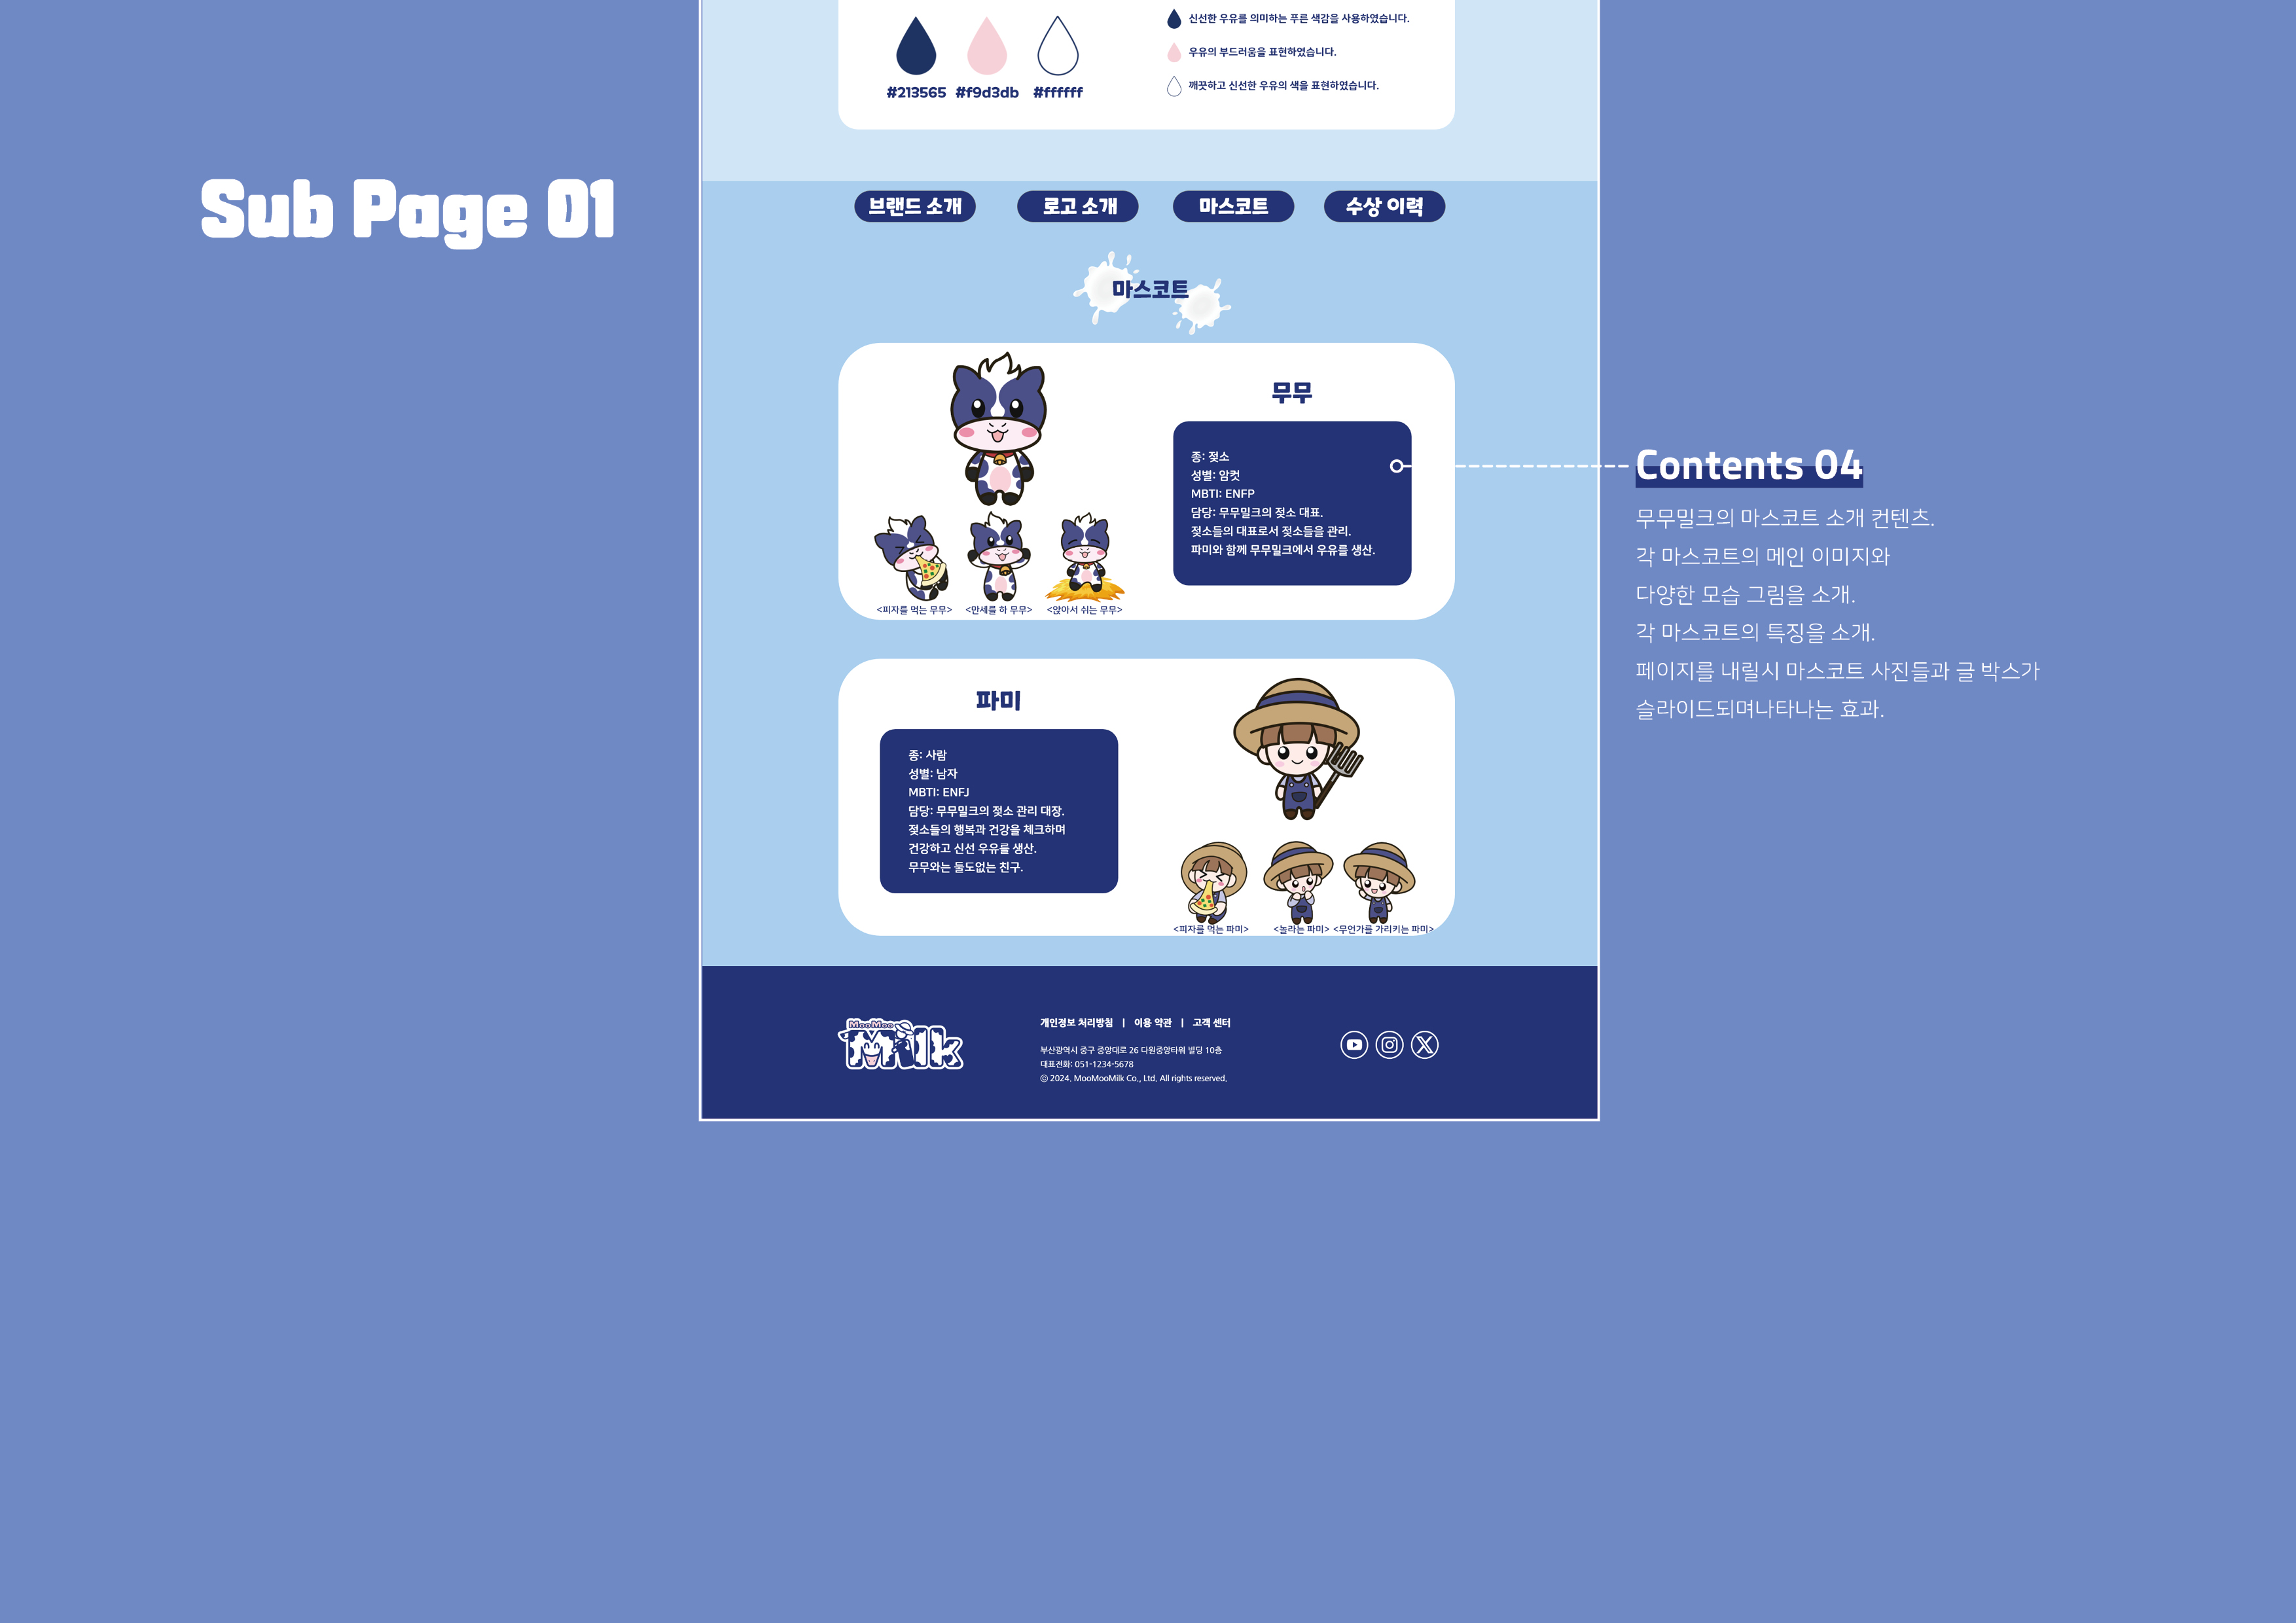 Sub Page 01
#213565 #f9d3db #ffffff
신선한 우유를 의미하는 푸른 색감을 사용하였습니다.
우유의 부드러움을 표현하였습니다.
깨끗하고 신선한 우유의 색을 표현하였습니다.
브랜드 소개 로고 소개 마스코트 수상 이력
마스코트
무무
종: 젖소
성별: 암컷
MBTI: ENFP
담당: 무무밀크의 젖소 대표.
젖소들의 대표로서 젖소들을 관리.
파미와 함께 무무밀크에서 우유를 생산.
<피자를 먹는 무무> <만세를 하 무무> <앉아서 쉬는 무무>
파미
종: 사람
성별: 남자
MBTI: ENFJ
담당: 무무밀크의 젖소 관리 대장.
젖소들의 행복과 건강을 체크하며
건강하고 신선 우유를 생산.
무무와는 둘도없는 친구.
<피자를 먹는 파미> <놀라는 파미> <무언가를 가리키는 파미>
Contents 04
무무밀크의 마스코트 소개 컨텐츠.
각 마스코트의 메인 이미지와
다양한 모습 그림을 소개.
각 마스코트의 특징을 소개.
페이지를 내릴시 마스코트 사진들과 글 박스가
슬라이드되며나타나는 효과.
MooMoo
Milk
개인정보 처리방침 | 이용 약관 | 고객 센터
부산광역시 중구 중앙대로 26 다원중앙타워 빌딩 10층
대표전화: 051-1234-5678
© 2024. MooMooMilk Co., Ltd. All rights reserved.